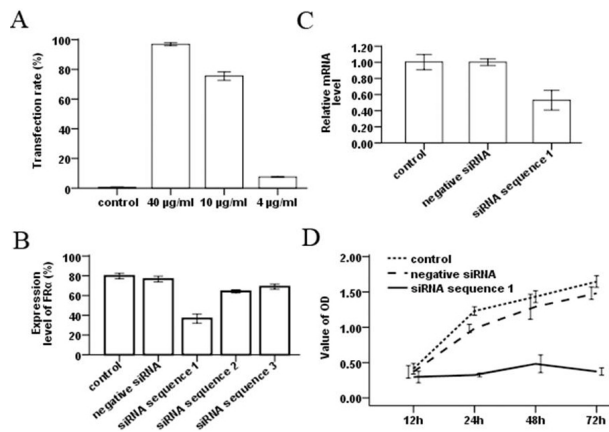 A
Transfection rate (%)
100
80
60
40
20
0
control
40 µg/ml
10 µg/ml
4 µg/ml
B
Expression
level of FRα (%)
80
60
40
20
0
control
negative siRNA
siRNA sequence 1
siRNA sequence 2
siRNA sequence 3
C
Relative mRNA
level
1.20
1.00
0.80
0.60
0.40
0.20
0.00
control
negative siRNA
siRNA sequence 1
D
control
negative siRNA
siRNA sequence 1
Value of OD
2.00
1.50
1.00
0.50
0.00
12h
24h
48h
72h